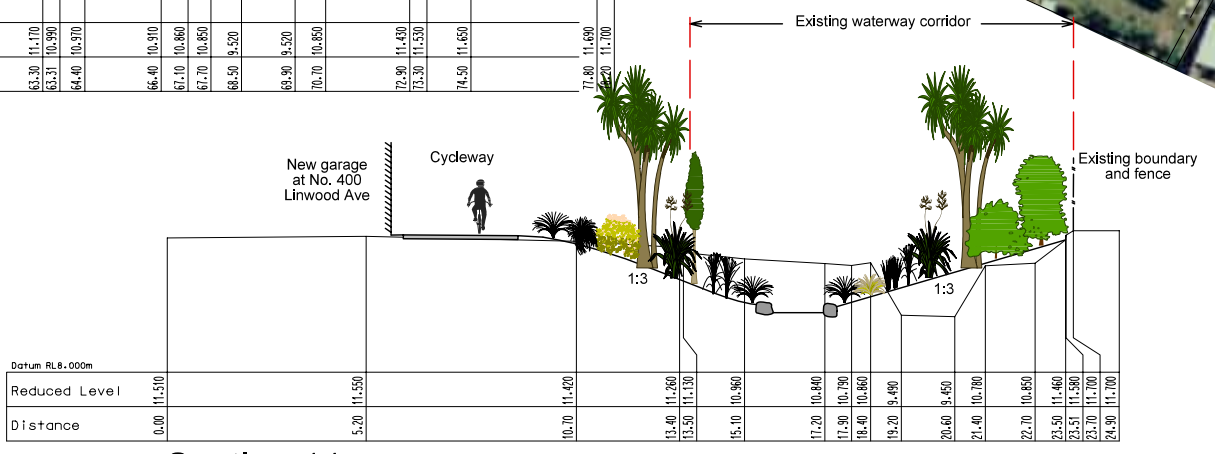 11.170 10.990 10.970 10.910 10.860 10.850 9.520 9.520 10.850 11.430 11.530 11.650 11.690 11.700
63.30 63.31 64.40 66.40 67.10 67.70 68.50 69.90 70.70 72.90 73.30 74.50 77.80
Existing waterway corridor
New garage
at No. 400
Linwood Ave
Cycleway
Existing boundary
and fence
1:3
1:3
Datum RL8.000m
Reduced Level 11.510 11.550 11.420 11.260 11.130 10.960 10.840 10.790 10.860 9.490 9.450 10.780 10.850 11.460 11.580 11.700 11.700
Distance 0.00 5.20 10.70 13.40 13.50 15.10 17.20 17.90 18.40 19.20 20.60 21.40 22.70 23.50 23.51 23.70 24.90